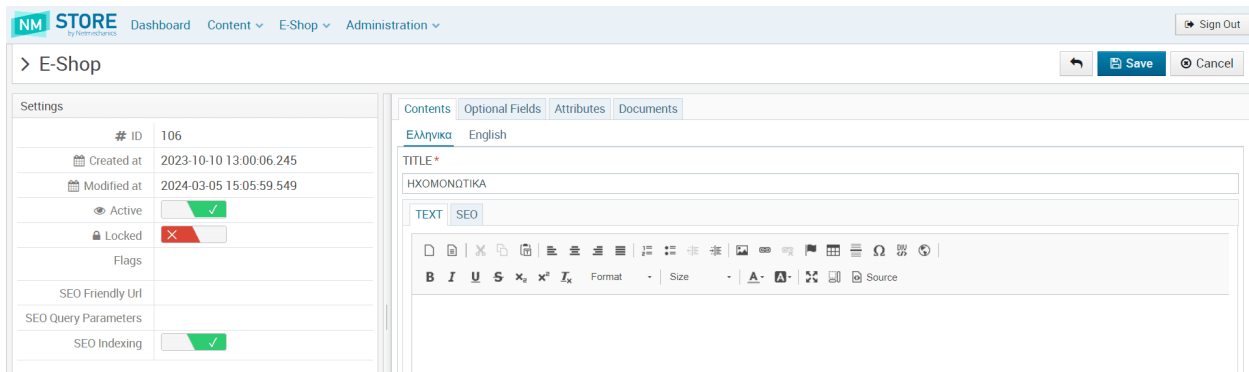 NM STORE by Netmechanics Dashboard Content E-Shop Administration Sign Out
E-Shop Save Cancel
Settings
ID 106
Created at 2023-10-10 13:00:06.245
Modified at 2024-03-05 15:05:59.549
Active
Locked
Flags
SEO Friendly Url
SEO Query Parameters
SEO Indexing
Contents Optional Fields Attributes Documents
Ελληνικα English
TITLE *
ΗΧΟΜΟΝΩΤΙΚΑ
TEXT SEO
B I U S x₂ x² Tx Format Size A A Source